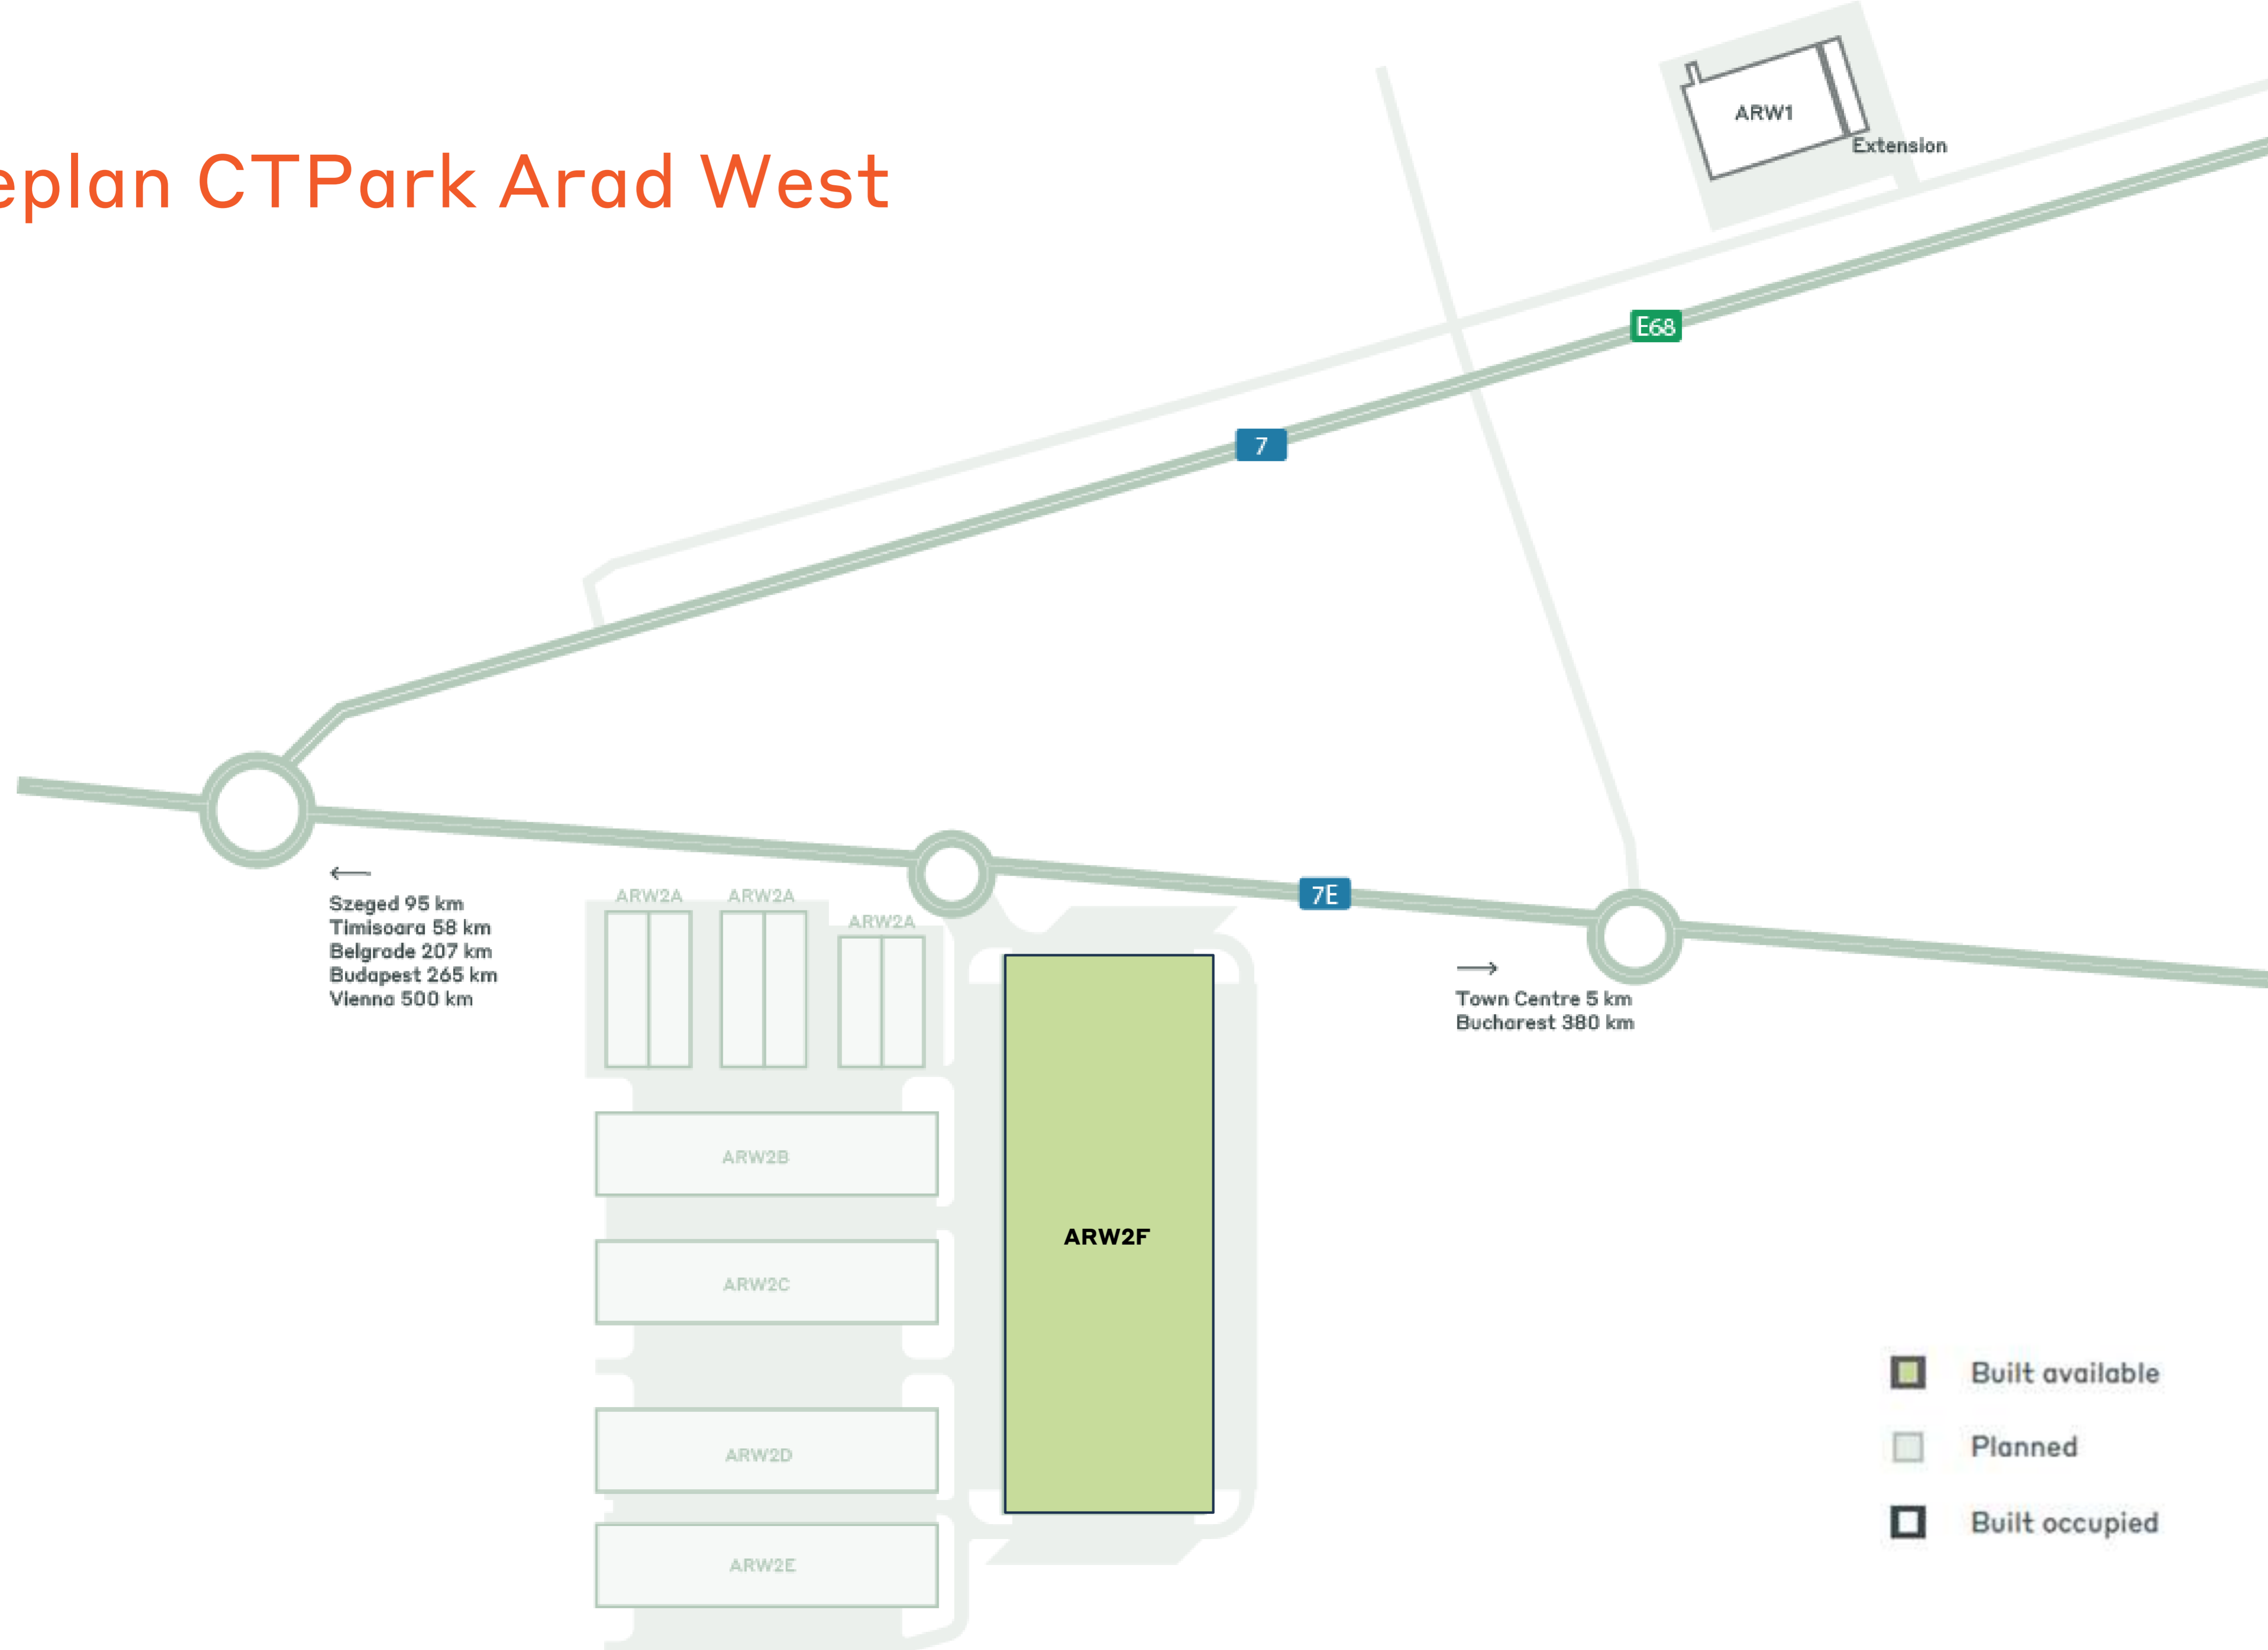 eplan CTPark Arad West
ARW1
Extension
E68
7
7E
Szeged 95 km
Timisoara 58 km
Belgrade 207 km
Budapest 265 km
Vienna 500 km
ARW2A
ARW2A
ARW2A
Town Centre 5 km
Bucharest 380 km
ARW2B
ARW2F
ARW2C
ARW2D
ARW2E
Built available
Planned
Built occupied